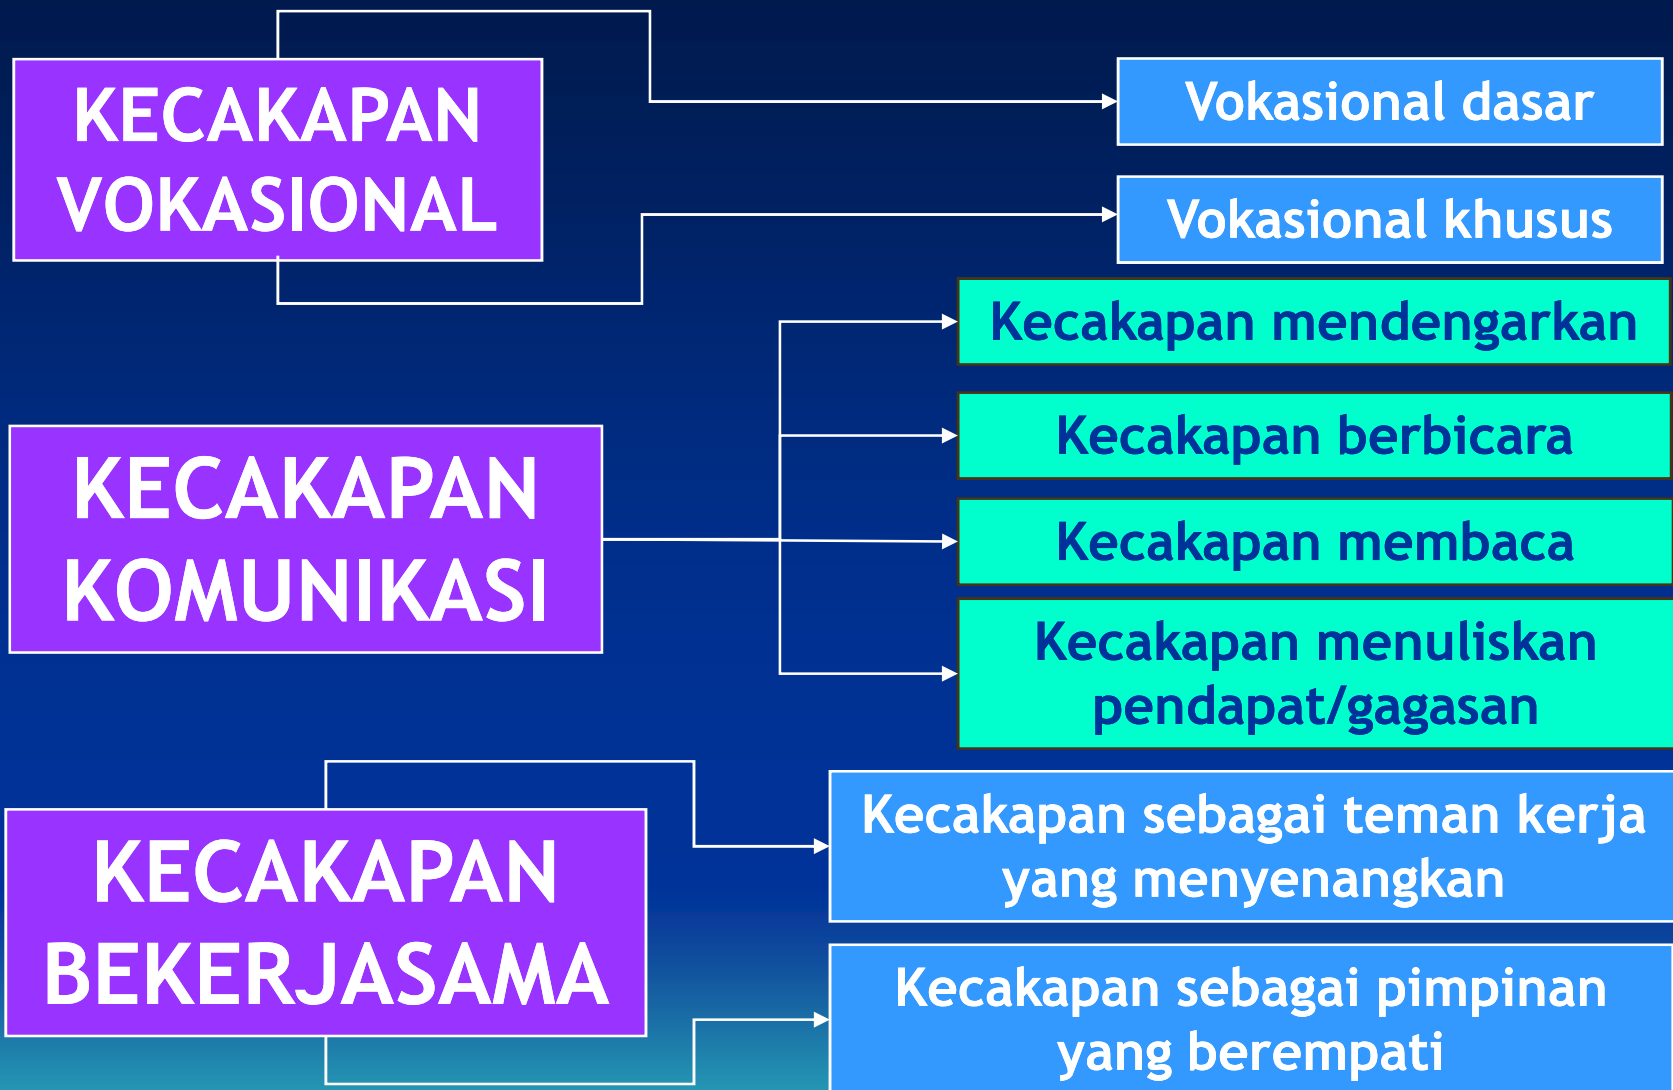 KECAKAPAN
VOKASIONAL
Vokasional dasar
Vokasional khusus
KECAKAPAN
KOMUNIKASI
Kecakapan mendengarkan
Kecakapan berbicara
Kecakapan membaca
Kecakapan menuliskan
pendapat/gagasan
KECAKAPAN
BEKERJASAMA
Kecakapan sebagai teman kerja
yang menyenangkan
Kecakapan sebagai pimpinan
yang berempati